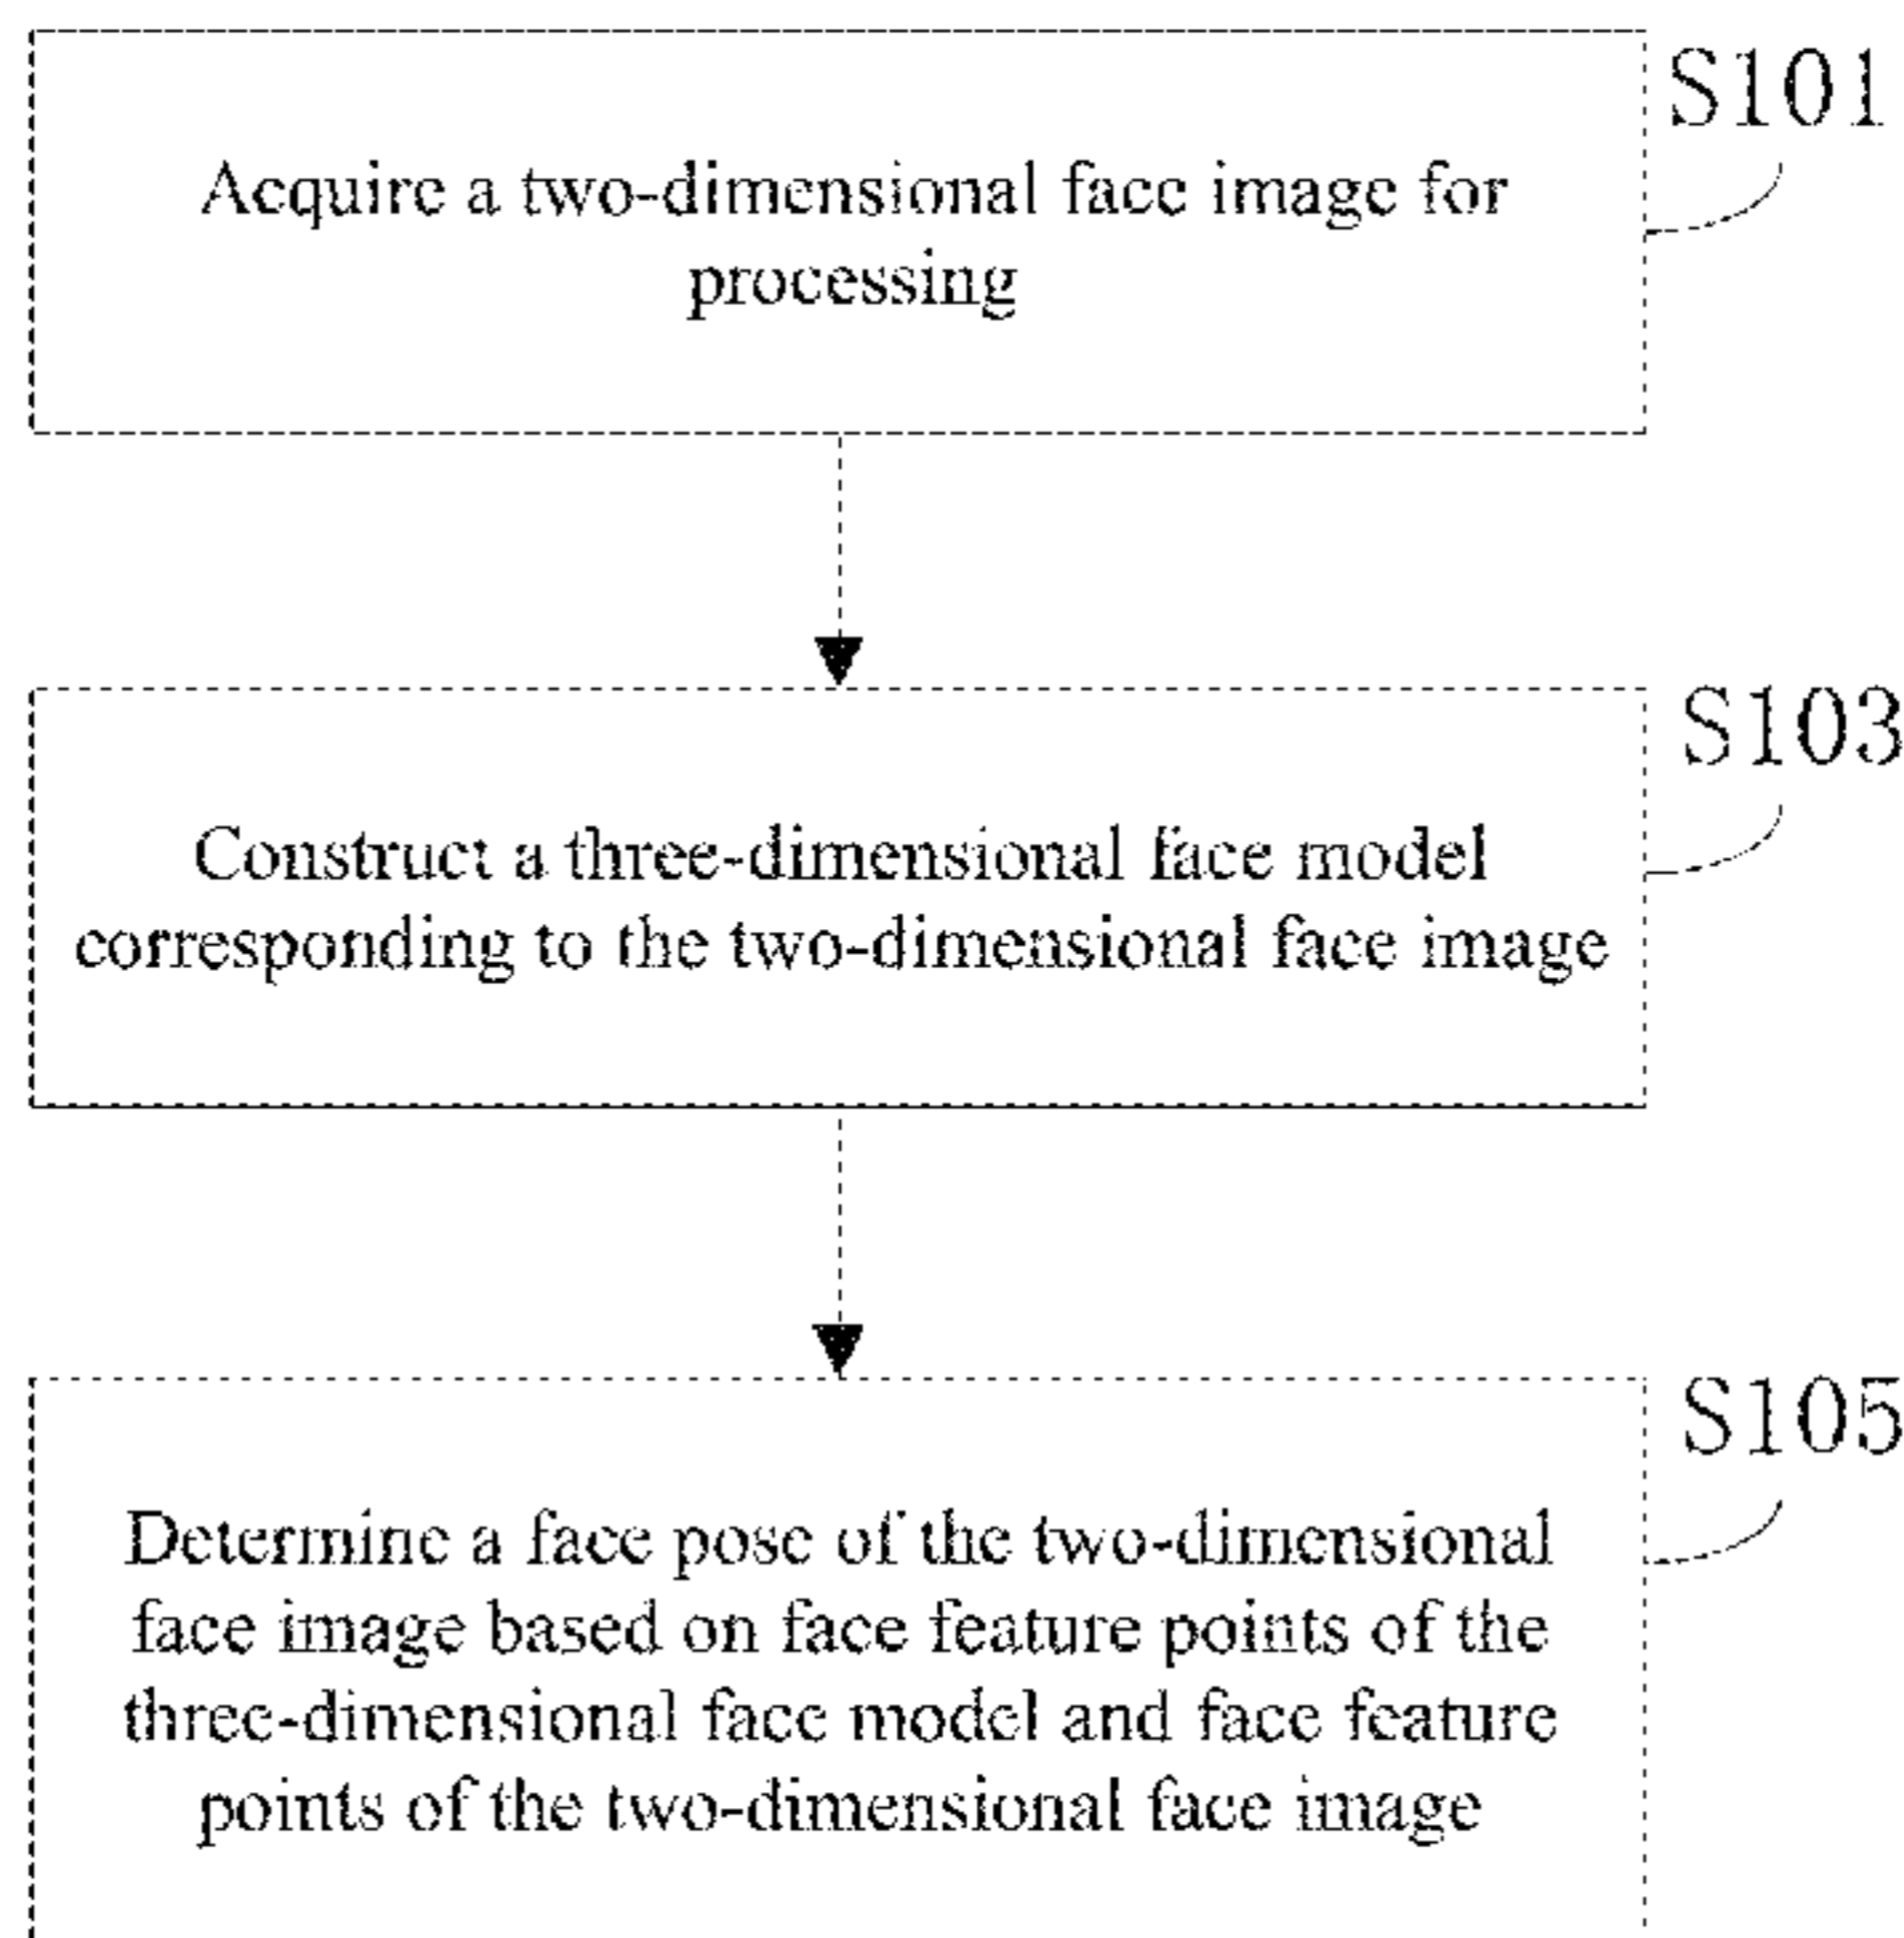 S101
Acquire a two-dimensional face image for
processing
S103
Construct a three-dimensional face model
corresponding to the two-dimensional face image
S105
Determine a face pose of the two-dimensional
face image based on face feature points of the
three-dimensional face model and face feature
points of the two-dimensional face image